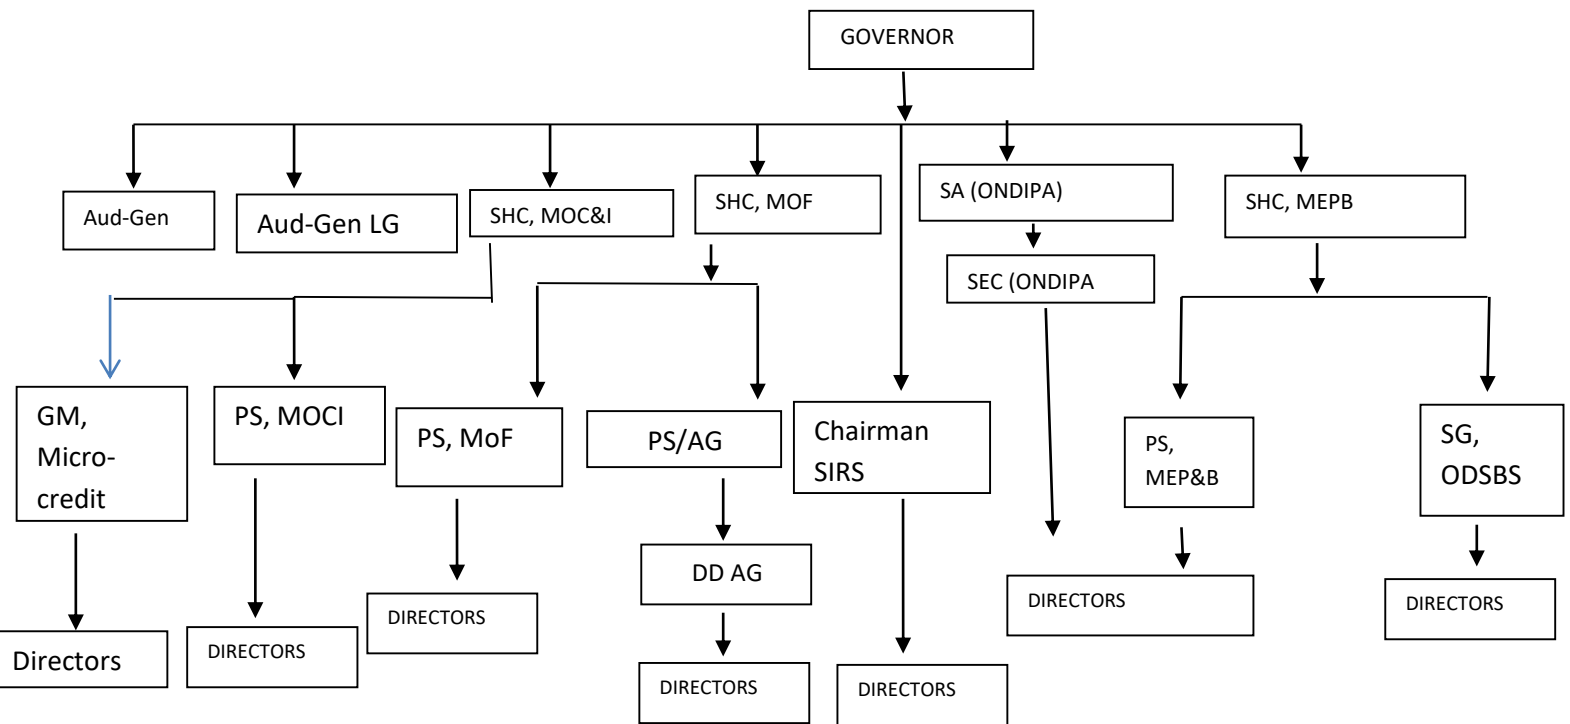 GOVERNOR
Aud-Gen
Aud-Gen LG
SHC, MOC&I
SHC, MOF
SA (ONDIPA)
SHC, MEPB
SEC (ONDIPA
GM,
Micro-
credit
PS, MOCI
PS, MoF
PS/AG
Chairman
SIRS
PS,
MEP&B
SG,
ODSBS
DD AG
DIRECTORS
DIRECTORS
DIRECTORS
Directors
DIRECTORS
DIRECTORS
DIRECTORS